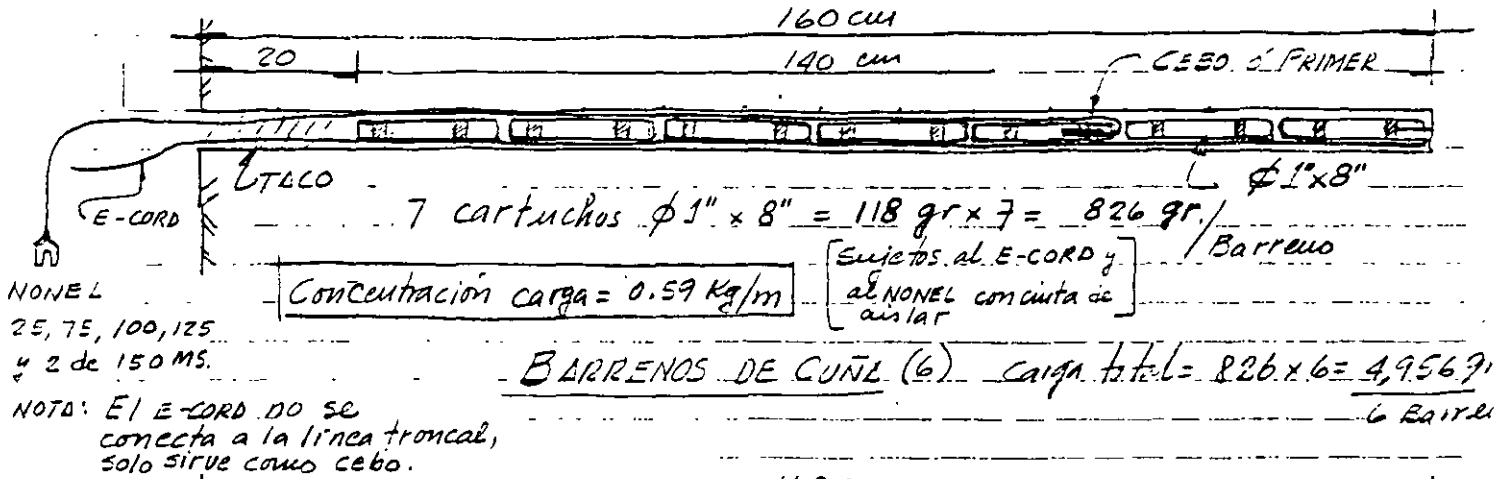 160 cm
20 140 cm CEBO Ó PRIMER
TACO φ 1"x8"
E-CORD
7 cartuchos φ 1" x 8" = 118 gr x 7 = 826 gr./Barreno
NONEL
25, 75, 100, 125
y 2 de 150 MS.
Concentración carga = 0.59 Kg/m
[Sujetos al E-CORD y
al NONEL con cinta de
aislar]
BARRENOS DE CUÑA (6) carga total = 826 x 6 = 4,956 gr
6 Barre
NOTA: El E-CORD no se
conecta a la línea troncal,
solo sirve como cebo.